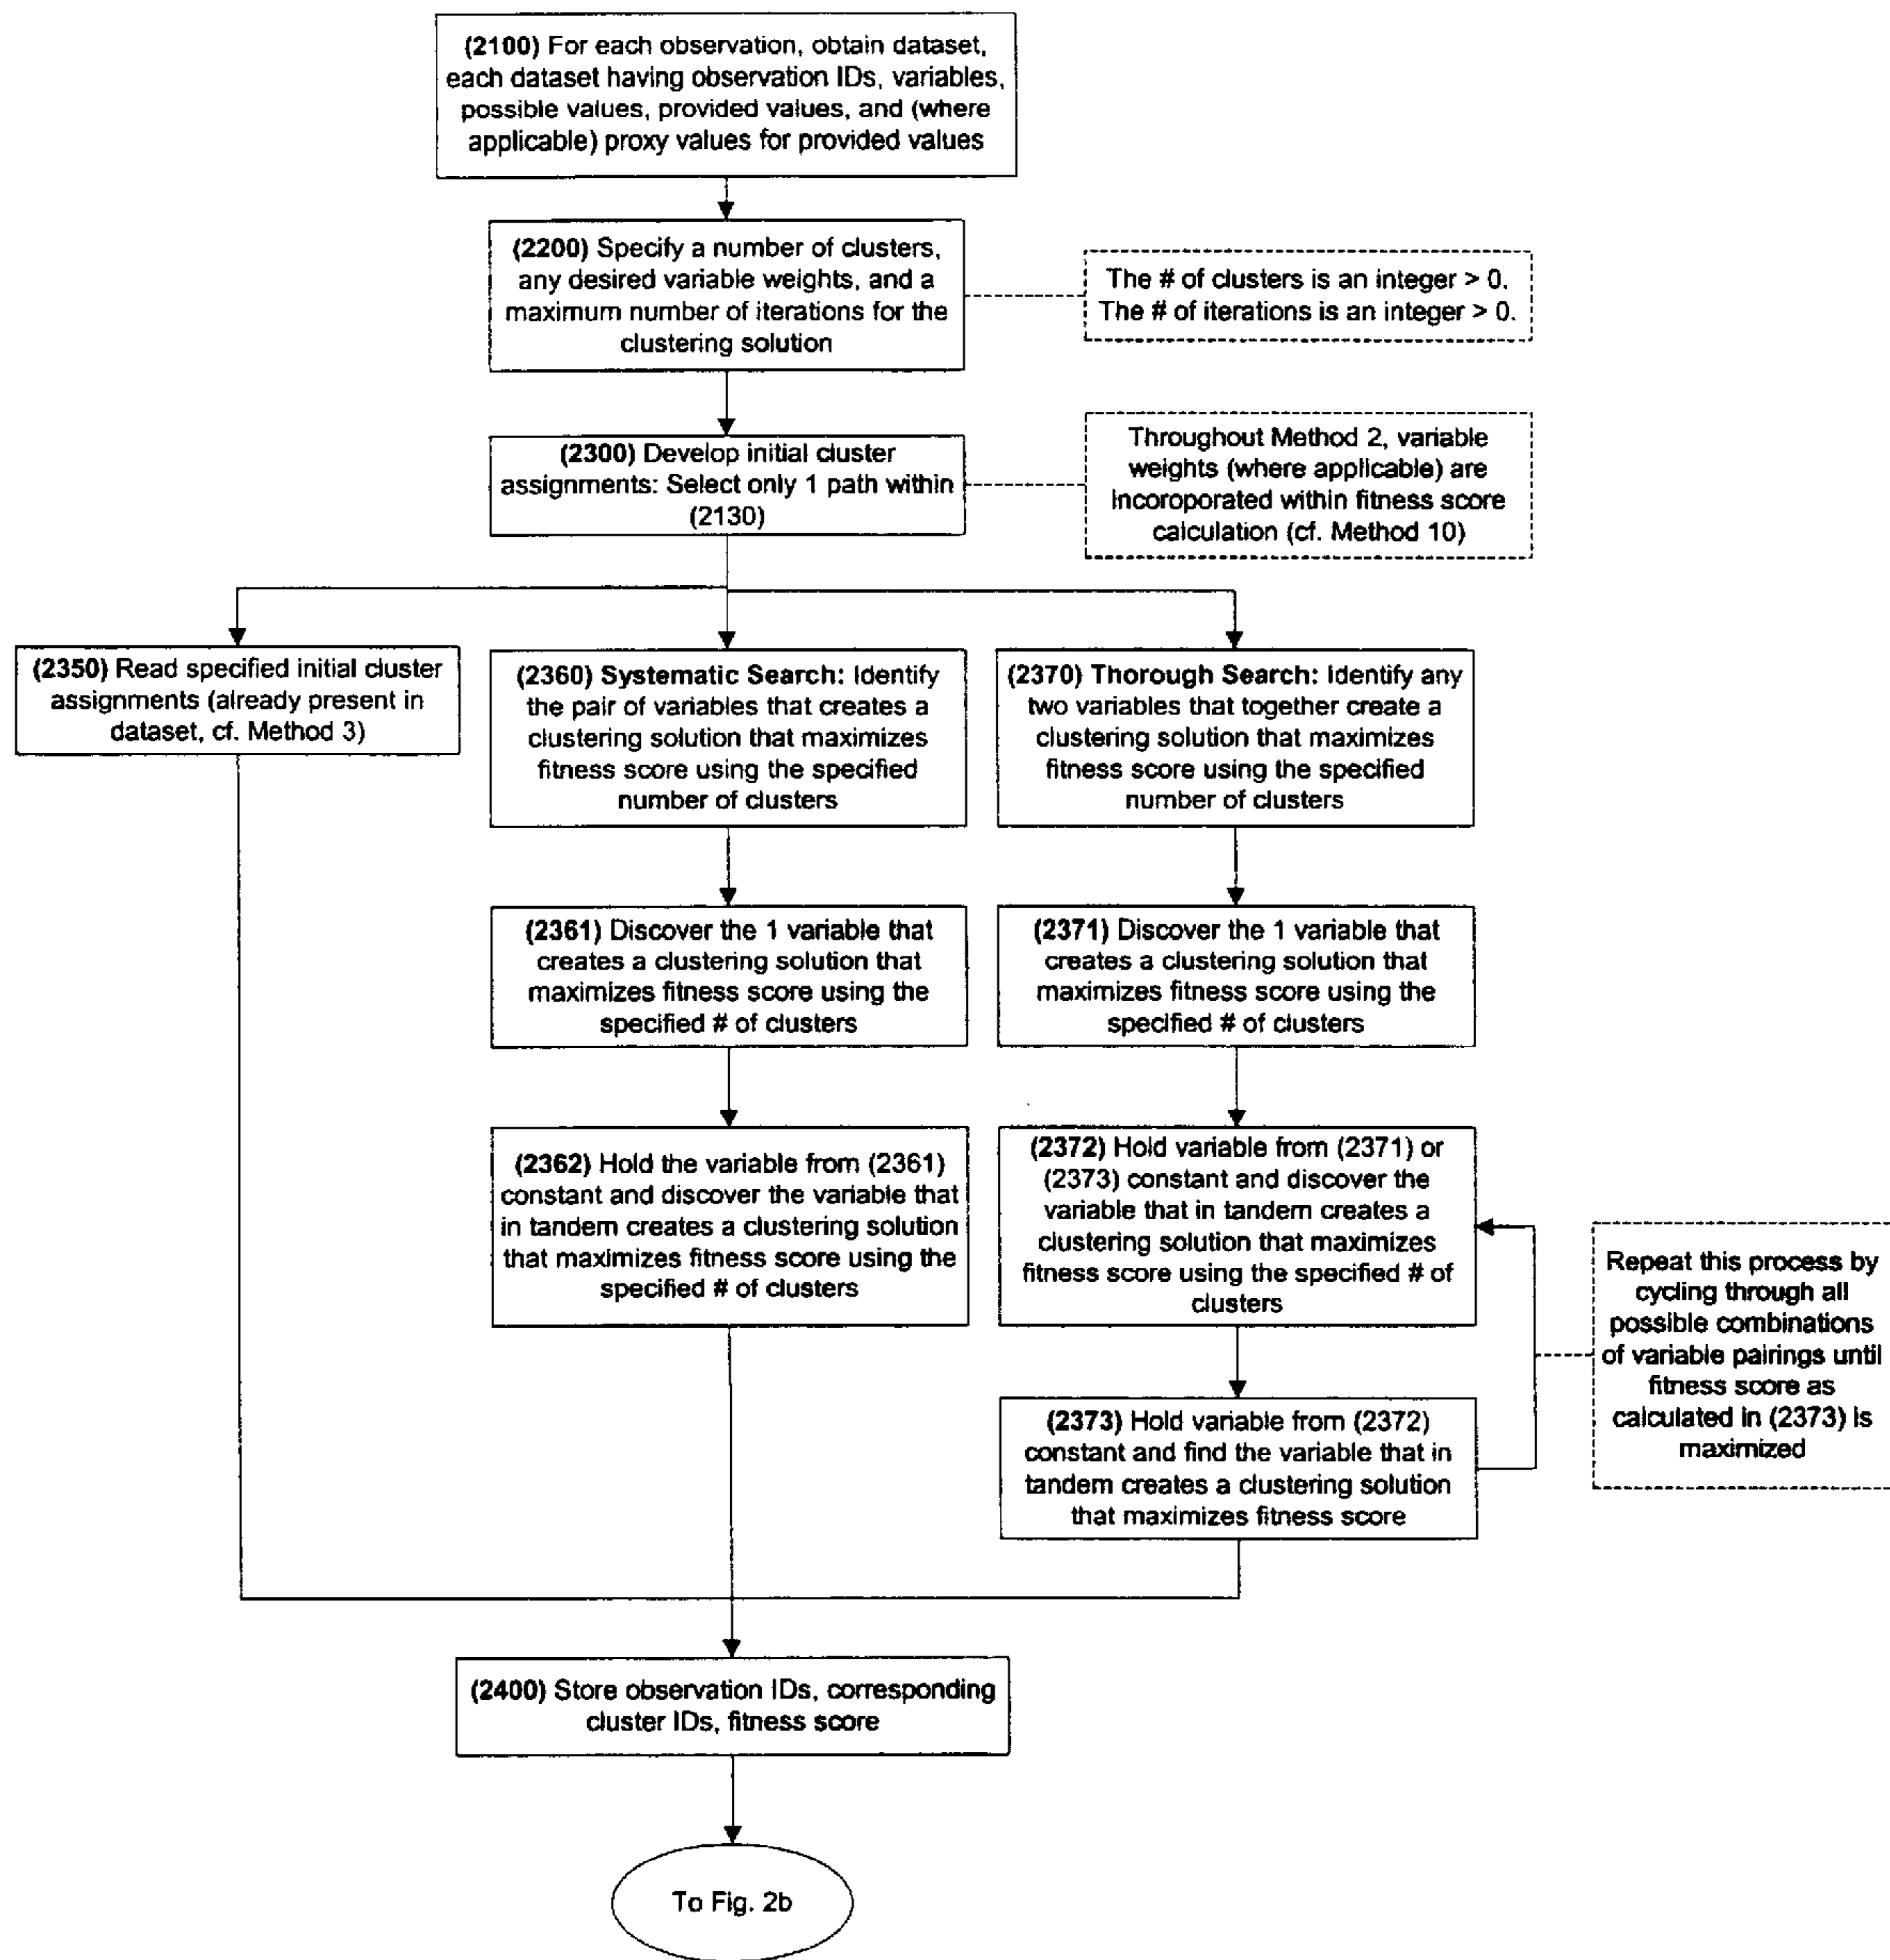 (2100) For each observation, obtain dataset,
each dataset having observation IDs, variables,
possible values, provided values, and (where
applicable) proxy values for provided values
(2200) Specify a number of clusters,
any desired variable weights, and a
maximum number of iterations for the
clustering solution
The # of clusters is an integer > 0.
The # of iterations is an integer > 0.
(2300) Develop initial cluster
assignments: Select only 1 path within
(2130)
Throughout Method 2, variable
weights (where applicable) are
incoroporated within fitness score
calculation (cf. Method 10)
(2350) Read specified initial cluster
assignments (already present in
dataset, cf. Method 3)
(2360) Systematic Search: Identify
the pair of variables that creates a
clustering solution that maximizes
fitness score using the specified
number of clusters
(2370) Thorough Search: Identify any
two variables that together create a
clustering solution that maximizes
fitness score using the specified
number of clusters
(2361) Discover the 1 variable that
creates a clustering solution that
maximizes fitness score using the
specified # of clusters
(2371) Discover the 1 variable that
creates a clustering solution that
maximizes fitness score using the
specified # of clusters
(2362) Hold the variable from (2361)
constant and discover the variable that
in tandem creates a clustering solution
that maximizes fitness score using the
specified # of clusters
(2372) Hold variable from (2371) or
(2373) constant and discover the
variable that in tandem creates a
clustering solution that maximizes
fitness score using the specified # of
clusters
Repeat this process by
cycling through all
possible combinations
of variable pairings until
fitness score as
calculated in (2373) is
maximized
(2373) Hold variable from (2372)
constant and find the variable that in
tandem creates a clustering solution
that maximizes fitness score
(2400) Store observation IDs, corresponding
cluster IDs, fitness score
To Fig. 2b